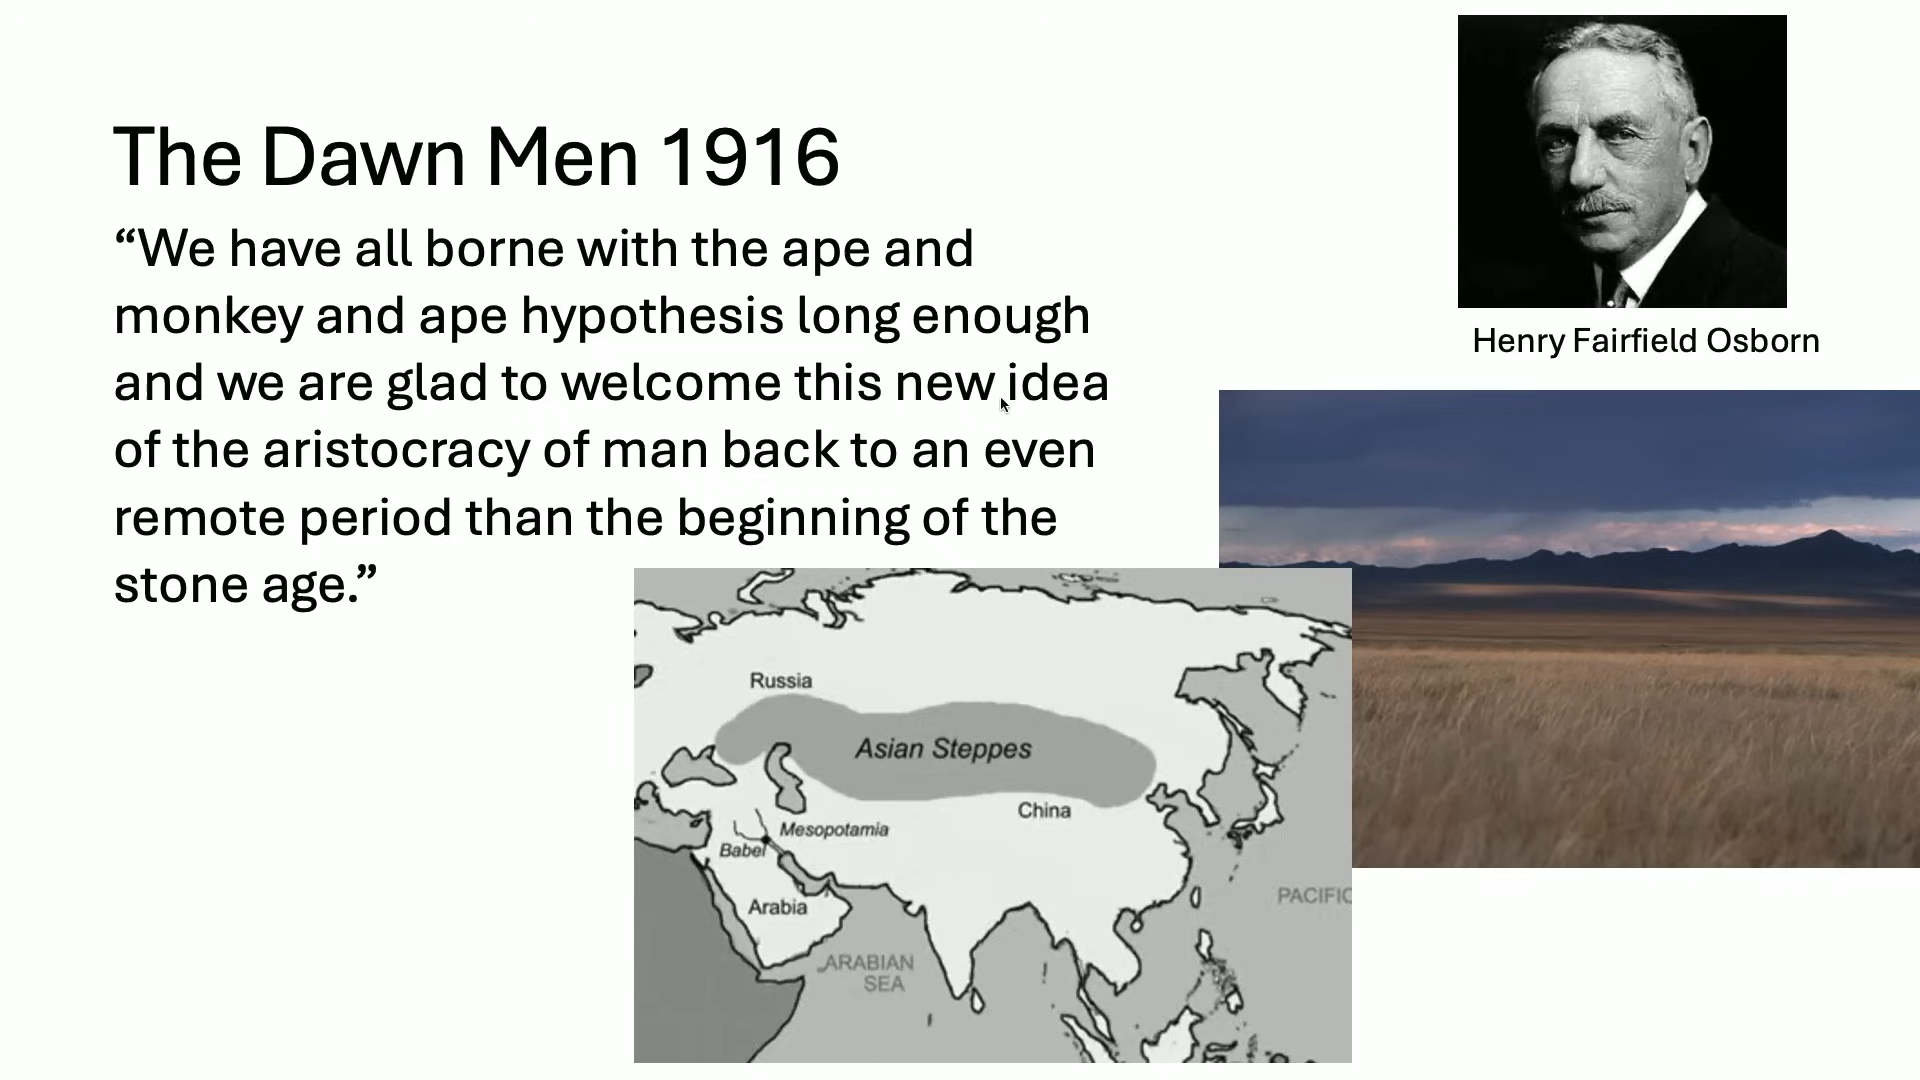 The Dawn Men 1916
“We have all borne with the ape and
monkey and ape hypothesis long enough
and we are glad to welcome this new idea
of the aristocracy of man back to an even
remote period than the beginning of the
stone age.”
Henry Fairfield Osborn
Russia
Asian Steppes
China
Mesopotamia
Babel
Arabia
PACIFIC
ARABIAN
SEA